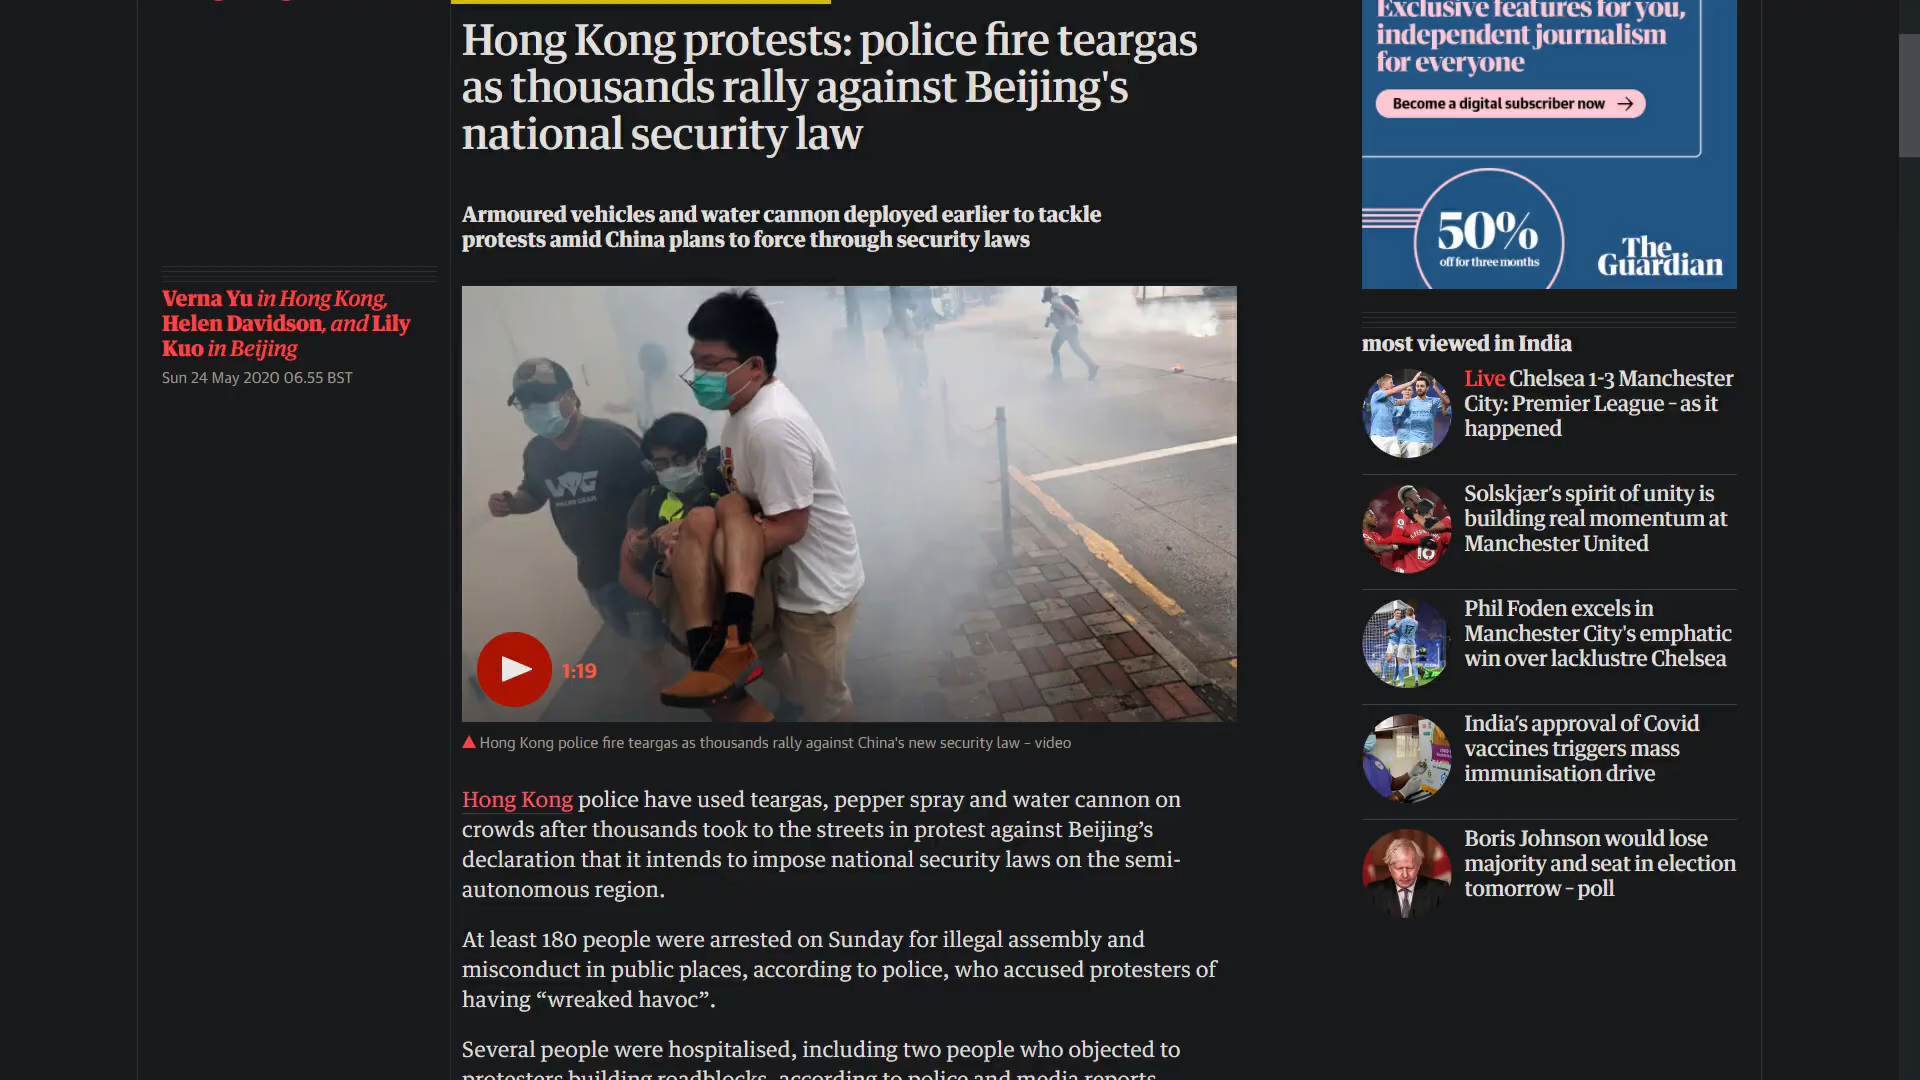 Hong Kong protests: police fire teargas
as thousands rally against Beijing's
national security law
Armoured vehicles and water cannon deployed earlier to tackle
protests amid China plans to force through security laws
Verna Yu in Hong Kong,
Helen Davidson, and Lily
Kuo in Beijing
Sun 24 May 2020 06.55 BST
1:19
Hong Kong police fire teargas as thousands rally against China's new security law – video
Hong Kong police have used teargas, pepper spray and water cannon on
crowds after thousands took to the streets in protest against Beijing’s
declaration that it intends to impose national security laws on the semi-
autonomous region.
At least 180 people were arrested on Sunday for illegal assembly and
misconduct in public places, according to police, who accused protesters of
having “wreaked havoc”.
Several people were hospitalised, including two people who objected to
protesters building roadblocks, according to police and media reports.
Exclusive features for you,
independent journalism
for everyone
Become a digital subscriber now →
50%
off for three months
The
Guardian
most viewed in India
Live Chelsea 1-3 Manchester
City: Premier League – as it
happened
Solskjær’s spirit of unity is
building real momentum at
Manchester United
Phil Foden excels in
Manchester City's emphatic
win over lacklustre Chelsea
India’s approval of Covid
vaccines triggers mass
immunisation drive
Boris Johnson would lose
majority and seat in election
tomorrow – poll